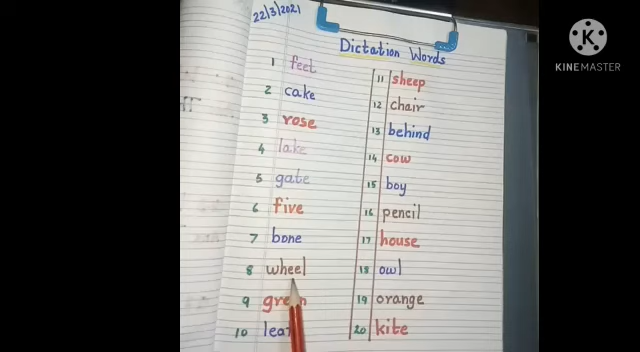 22/3/2021
KINEMASTER
Dictation Words
1 feet
2 cake
3 rose
4 lake
5 gate
6 five
7 bone
8 wheel
9 green
10
11 sheep
12 chair
13 behind
14 cow
15 boy
16 pencil
17 house
18 owl
19 orange
20 kite